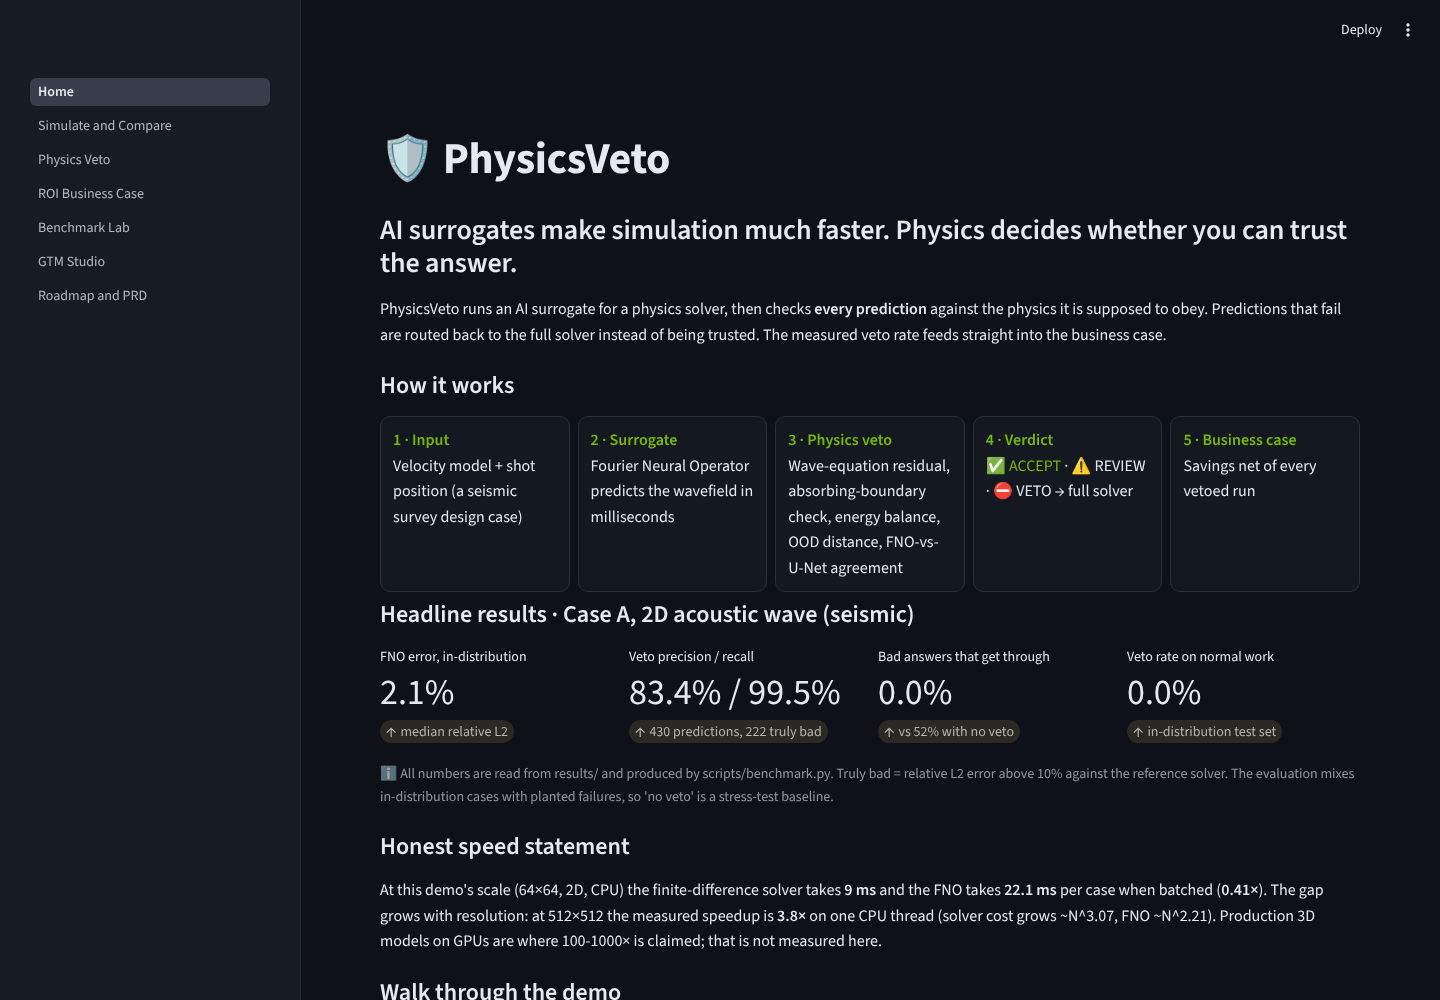 Deploy
Home
Simulate and Compare
Physics Veto
ROI Business Case
Benchmark Lab
GTM Studio
Roadmap and PRD
PhysicsVeto
AI surrogates make simulation much faster. Physics decides whether you can trust
the answer.
PhysicsVeto runs an AI surrogate for a physics solver, then checks every prediction against the physics it is supposed to obey. Predictions that fail
are routed back to the full solver instead of being trusted. The measured veto rate feeds straight into the business case.
How it works
1 · Input
Velocity model + shot
position (a seismic
survey design case)
2 · Surrogate
Fourier Neural Operator
predicts the wavefield in
milliseconds
3 · Physics veto
Wave-equation residual,
absorbing-boundary
check, energy balance,
OOD distance, FNO-vs-
U-Net agreement
4 · Verdict
✅ ACCEPT · ⚠️ REVIEW
· ⛔ VETO → full solver
5 · Business case
Savings net of every
vetoed run
Headline results · Case A, 2D acoustic wave (seismic)
FNO error, in-distribution
2.1%
↑ median relative L2
Veto precision / recall
83.4% / 99.5%
↑ 430 predictions, 222 truly bad
Bad answers that get through
0.0%
↑ vs 52% with no veto
Veto rate on normal work
0.0%
↑ in-distribution test set
ℹ️ All numbers are read from results/ and produced by scripts/benchmark.py. Truly bad = relative L2 error above 10% against the reference solver. The evaluation mixes
in-distribution cases with planted failures, so 'no veto' is a stress-test baseline.
Honest speed statement
At this demo's scale (64×64, 2D, CPU) the finite-difference solver takes 9 ms and the FNO takes 22.1 ms per case when batched (0.41×). The gap
grows with resolution: at 512×512 the measured speedup is 3.8× on one CPU thread (solver cost grows ~N^3.07, FNO ~N^2.21). Production 3D
models on GPUs are where 100-1000× is claimed; that is not measured here.
Walk through the demo